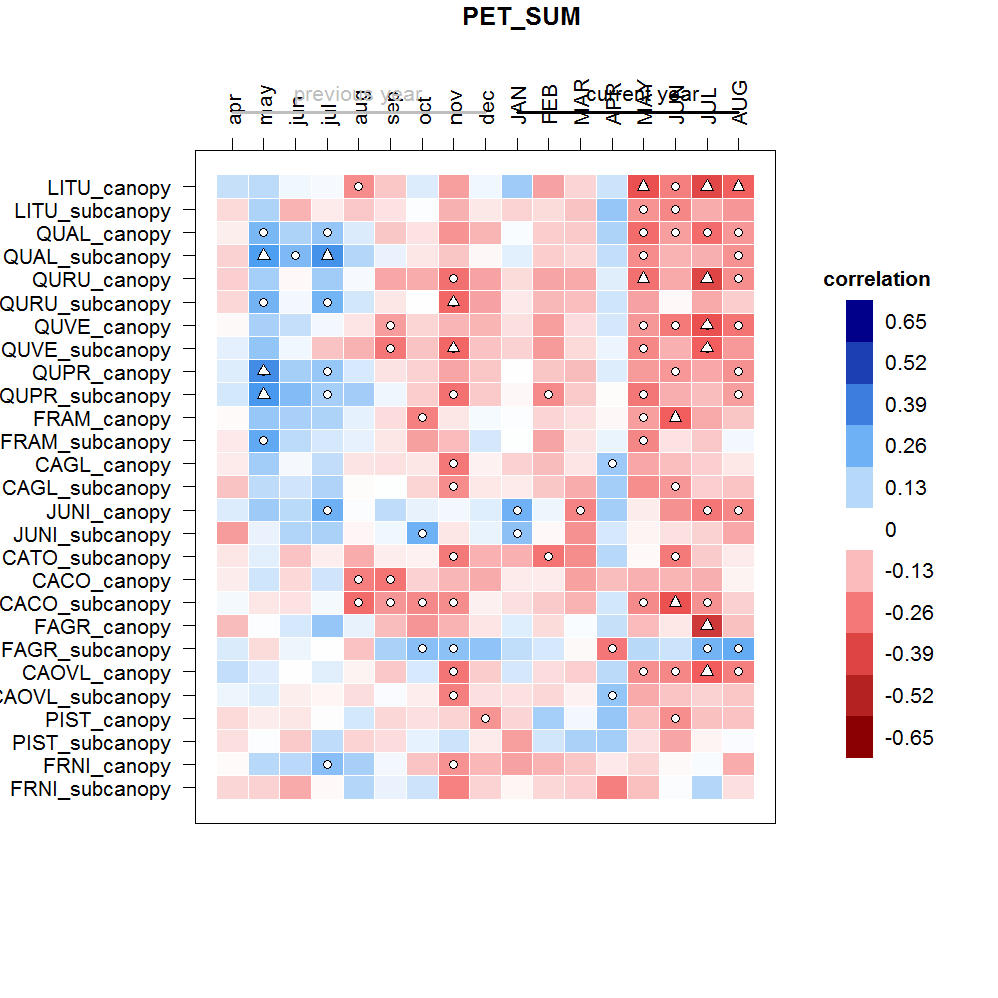 PET_SUM
previous year
current year
apr
may
jun
jul
aug
sep
oct
nov
dec
JAN
FEB
MAR
APR
MAY
JUN
JUL
AUG
LITU_canopy
LITU_subcanopy
QUAL_canopy
QUAL_subcanopy
QURU_canopy
QURU_subcanopy
QUVE_canopy
QUVE_subcanopy
QUPR_canopy
QUPR_subcanopy
FRAM_canopy
FRAM_subcanopy
CAGL_canopy
CAGL_subcanopy
JUNI_canopy
JUNI_subcanopy
CATO_subcanopy
CACO_canopy
CACO_subcanopy
FAGR_canopy
FAGR_subcanopy
CAOVL_canopy
CAOVL_subcanopy
PIST_canopy
PIST_subcanopy
FRNI_canopy
FRNI_subcanopy
correlation
0.65
0.52
0.39
0.26
0.13
0
-0.13
-0.26
-0.39
-0.52
-0.65